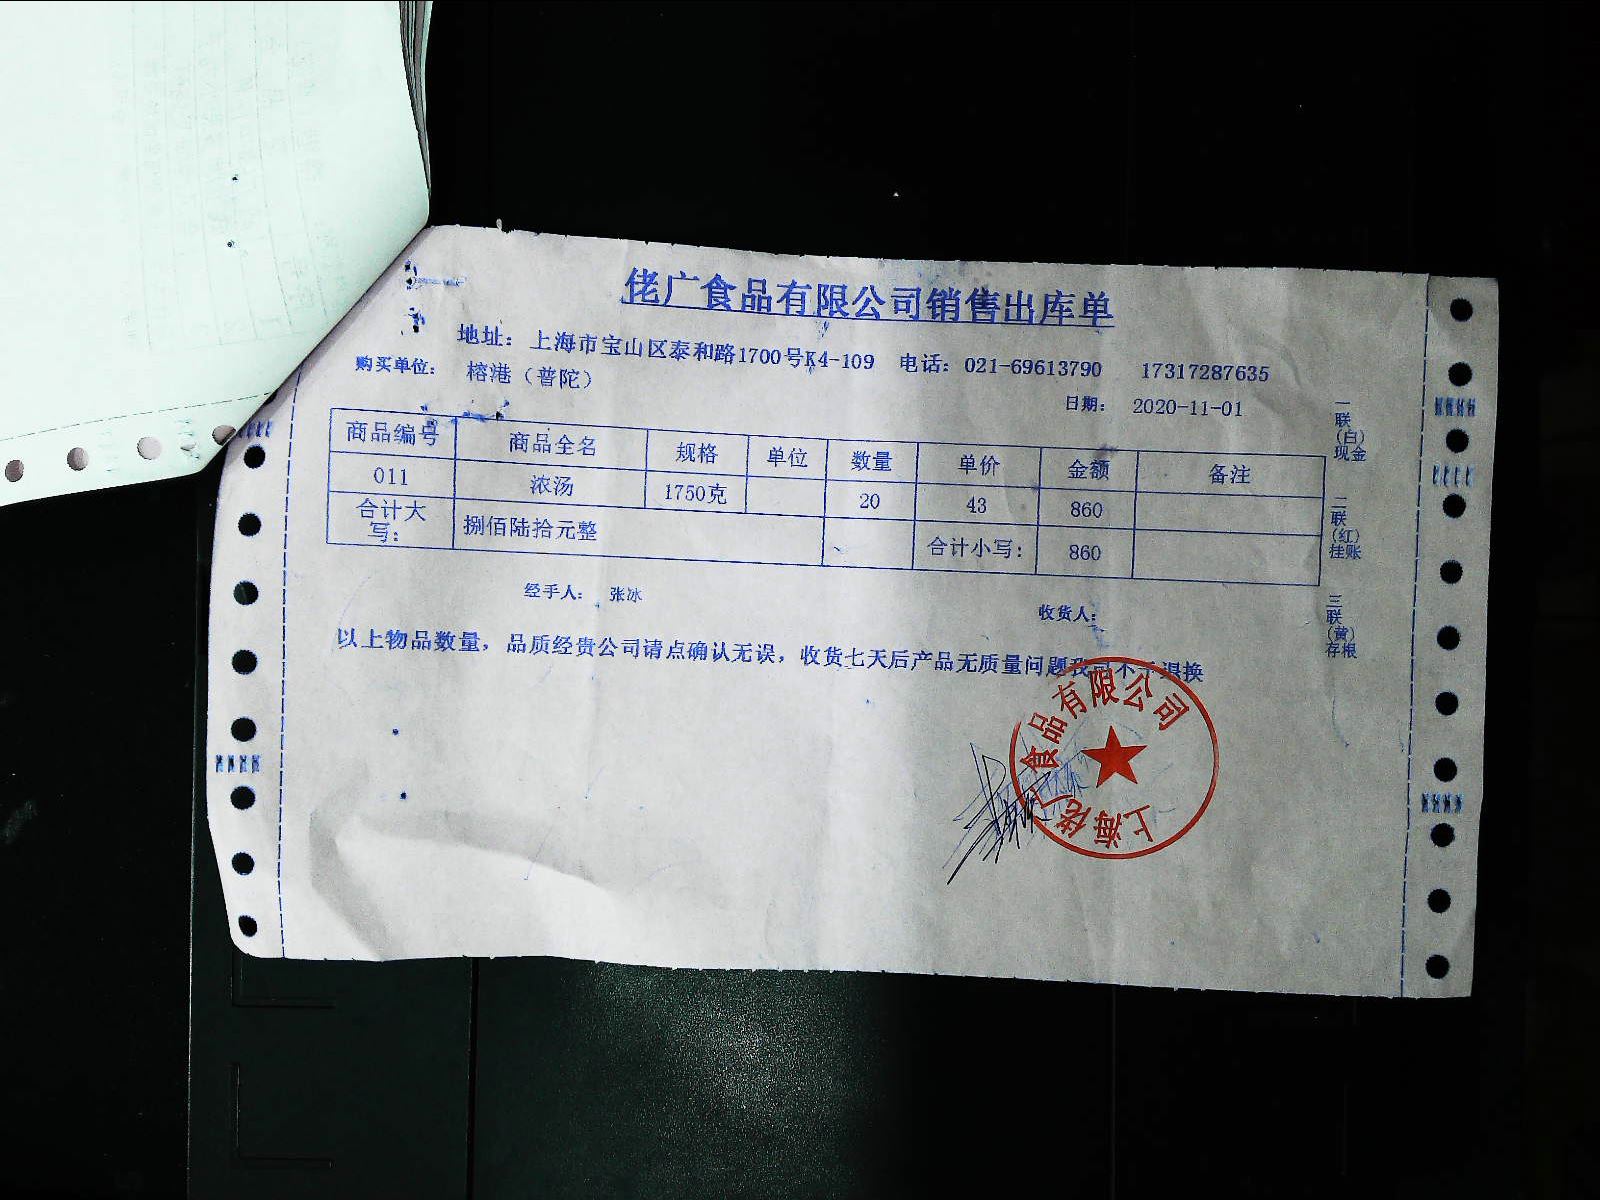 佬广食品有限公司销售出库单
地址：上海市宝山区泰和路1700号K4-109 电话：021-69613790 17317287635
购买单位： 榕港（普陀）
日期： 2020-11-01
商品编号 商品全名 规格 单位 数量 单价 金额 备注
011 浓汤 1750克 20 43 860
合计大写： 捌佰陆拾元整 合计小写： 860
经手人： 张冰 收货人：
以上物品数量，品质经贵公司请点确认无误，收货七天后产品无质量问题我司不予退换
一联（白）现金
二联（红）挂账
三联（黄）存根
上海佬广食品有限公司